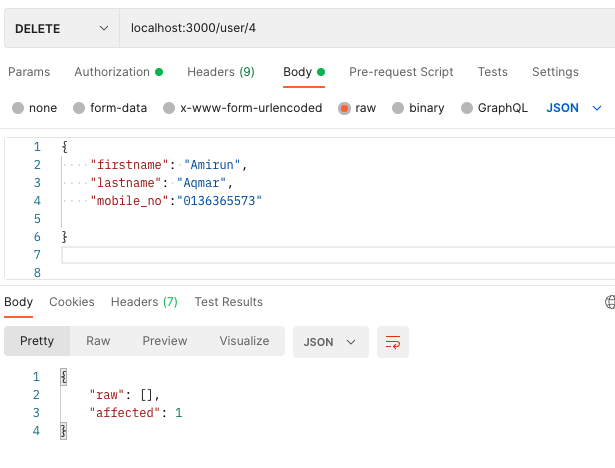 DELETE localhost:3000/user/4
Params Authorization Headers (9) Body Pre-request Script Tests Settings
none form-data x-www-form-urlencoded raw binary GraphQL JSON
1 {
2 "firstname": "Amirun",
3 "lastname": "Aqmar",
4 "mobile_no":"0136365573"
5
6 }
7
8
Body Cookies Headers (7) Test Results
Pretty Raw Preview Visualize JSON
1 {
2 "raw": [],
3 "affected": 1
4 }